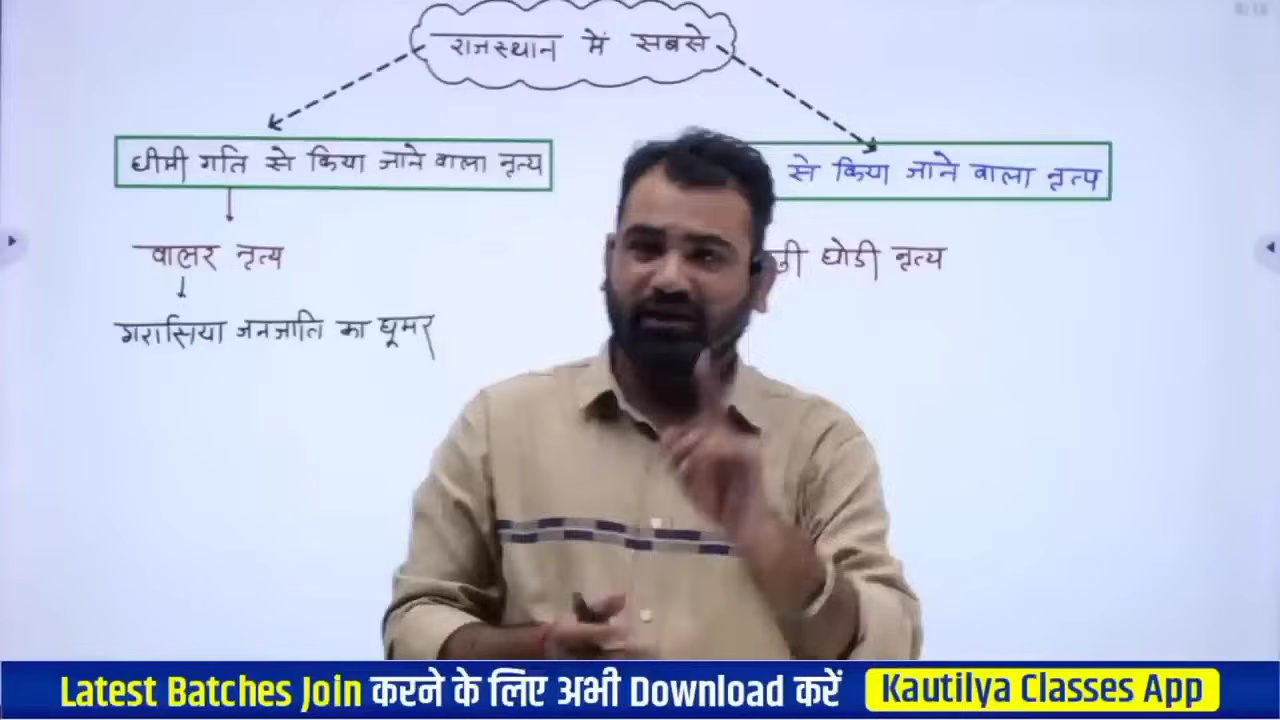 राजस्थान में सबसे
धीमी गति से किया जाने वाला नृत्य
से किया जाने वाला नृत्य
वालर नृत्य
घोडी नृत्य
गरासिया जनजाति का घूमर
Latest Batches Join करने के लिए अभी Download करें
Kautilya Classes App